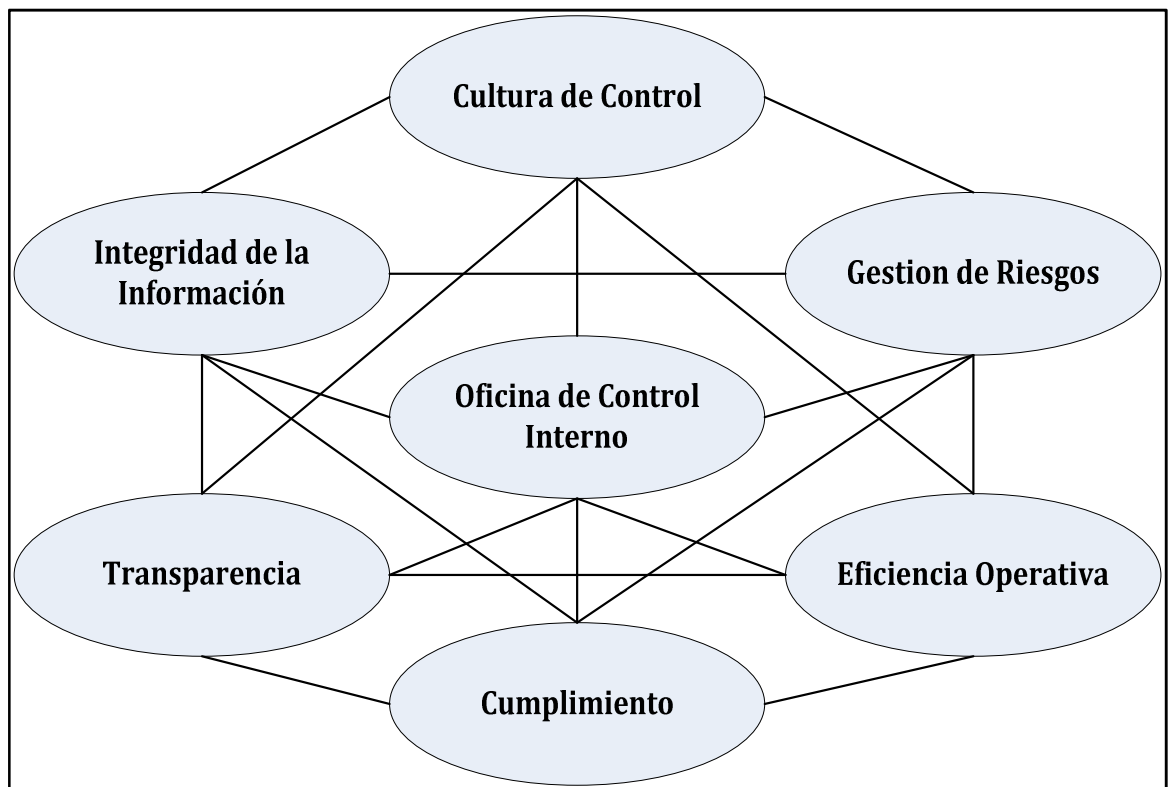 Cultura de Control
Integridad de la
Información
Gestion de Riesgos
Oficina de Control
Interno
Transparencia
Eficiencia Operativa
Cumplimiento